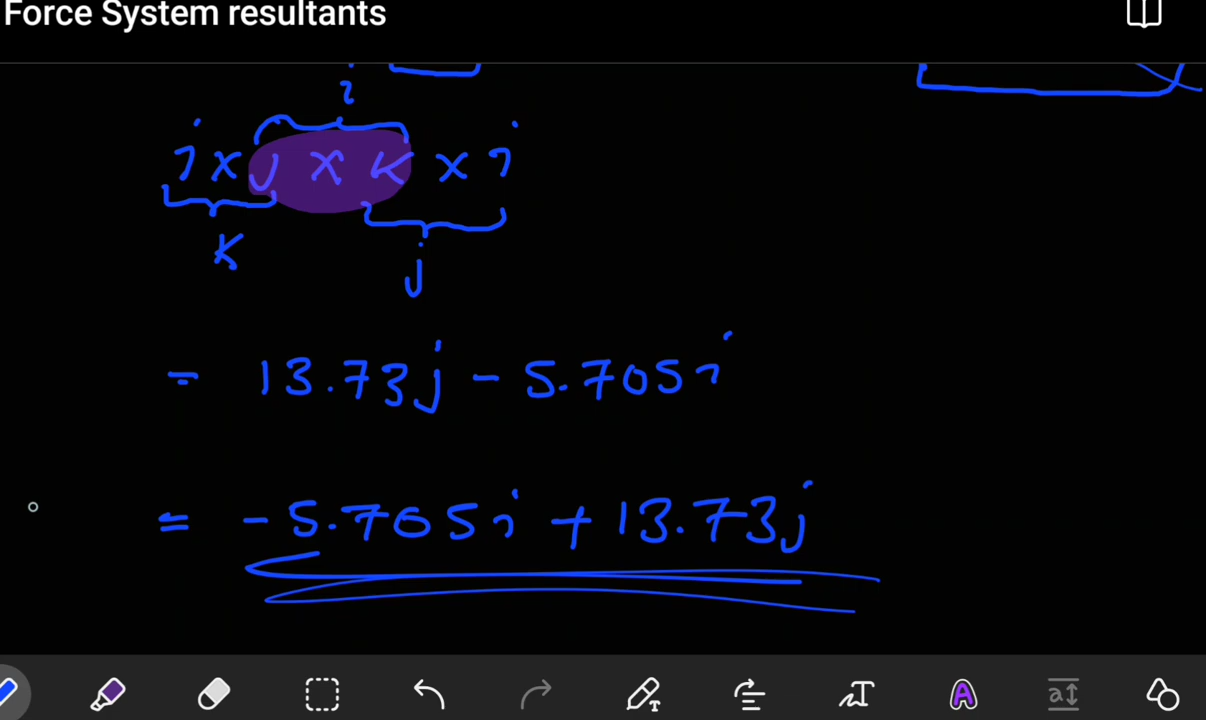 Force System resultants
i
i x j x k x i
k
j
= 13.73j - 5.705i
= -5.705i + 13.73j